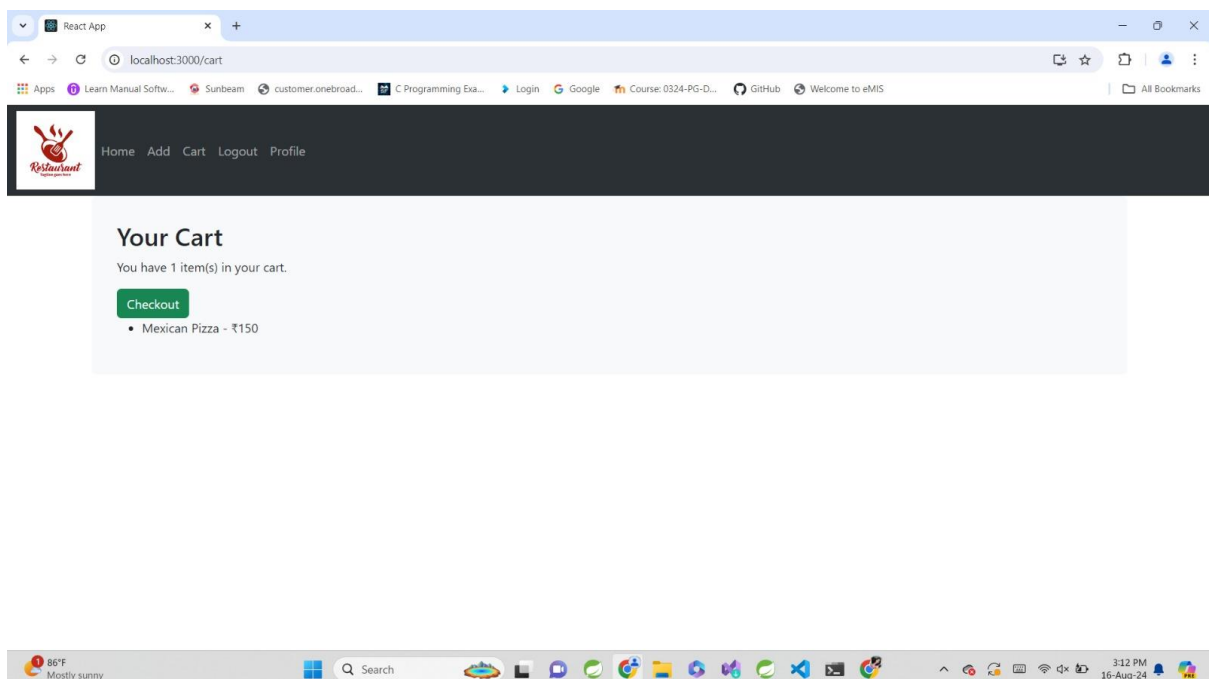 React App
localhost:3000/cart
Apps Learn Manual Softw... Sunbeam customer.onebroad... C Programming Exa... Login Google Course: 0324-PG-D... GitHub Welcome to eMIS All Bookmarks
Restaurant
Home Add Cart Logout Profile
Your Cart
You have 1 item(s) in your cart.
Checkout
• Mexican Pizza - ₹150
1
86°F
Mostly sunny
Search
3:12 PM
16-Aug-24
PRE